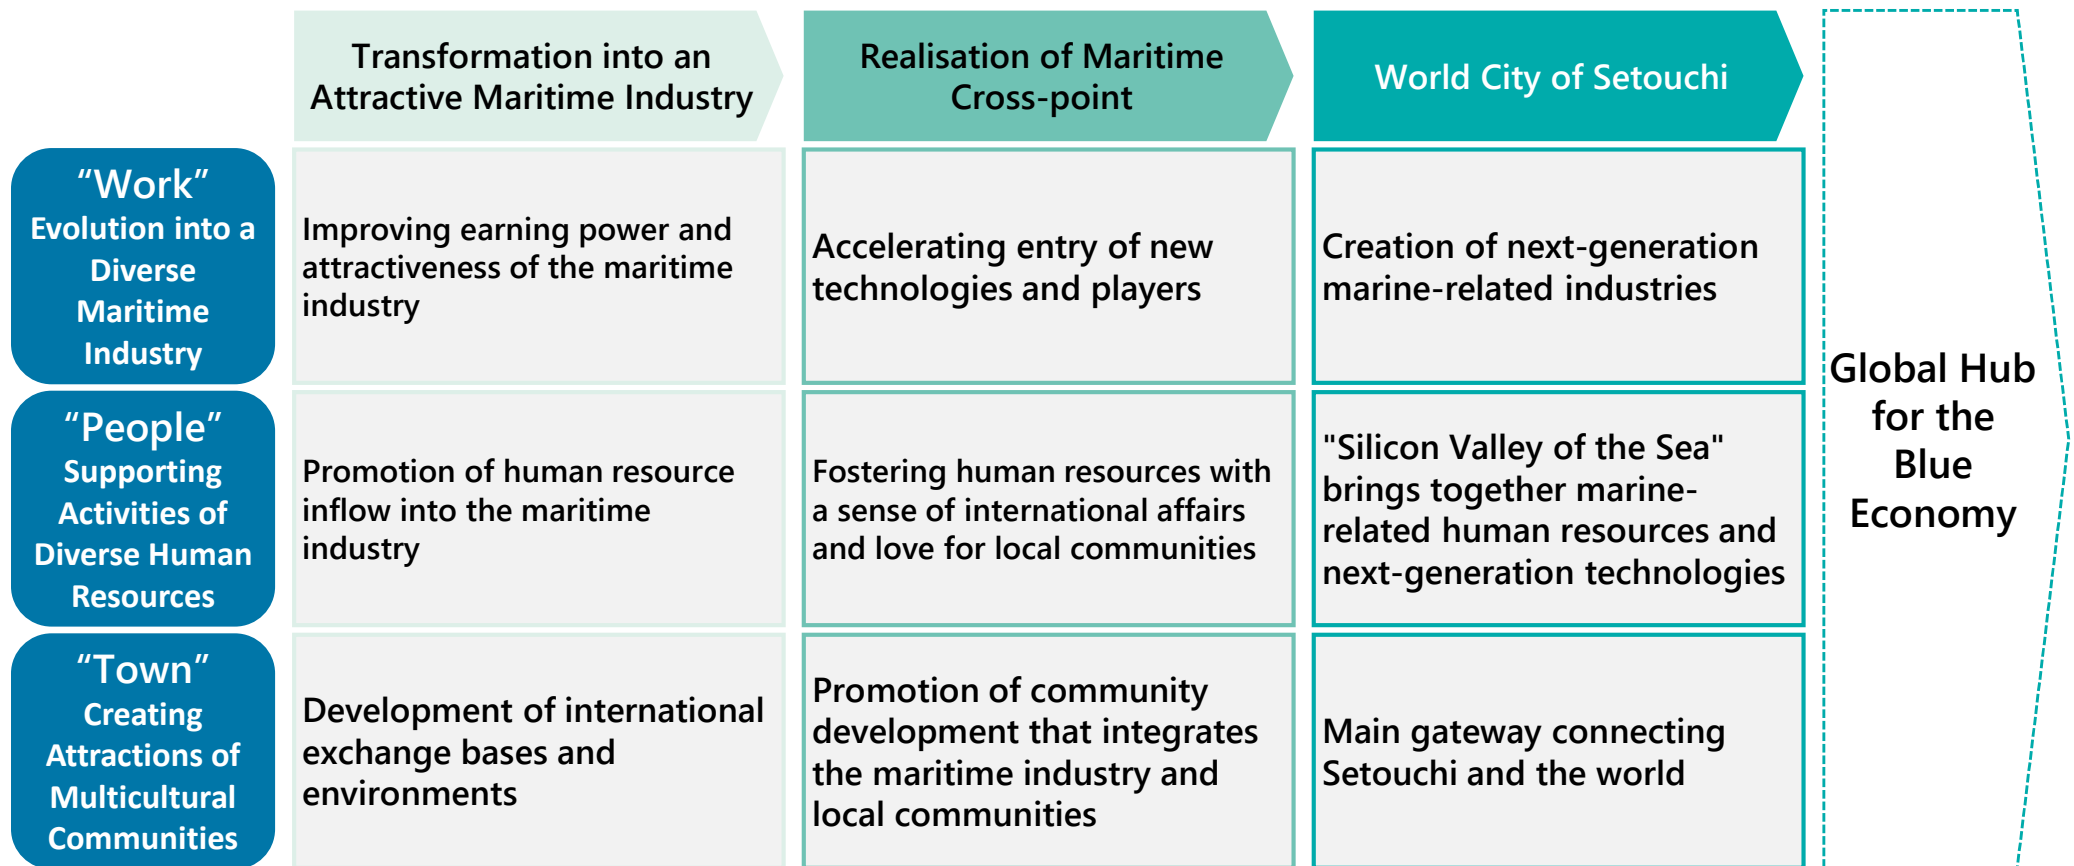 Transformation into an
Attractive Maritime Industry
Realisation of Maritime
Cross-point
World City of Setouchi
“Work”
Evolution into a
Diverse
Maritime
Industry
Improving earning power and
attractiveness of the maritime
industry
Accelerating entry of new
technologies and players
Creation of next-generation
marine-related industries
“People”
Supporting
Activities of
Diverse Human
Resources
Promotion of human resource
inflow into the maritime
industry
Fostering human resources with
a sense of international affairs
and love for local communities
"Silicon Valley of the Sea"
brings together marine-
related human resources and
next-generation technologies
“Town”
Creating
Attractions of
Multicultural
Communities
Development of international
exchange bases and
environments
Promotion of community
development that integrates
the maritime industry and
local communities
Main gateway connecting
Setouchi and the world
Global Hub
for the
Blue
Economy